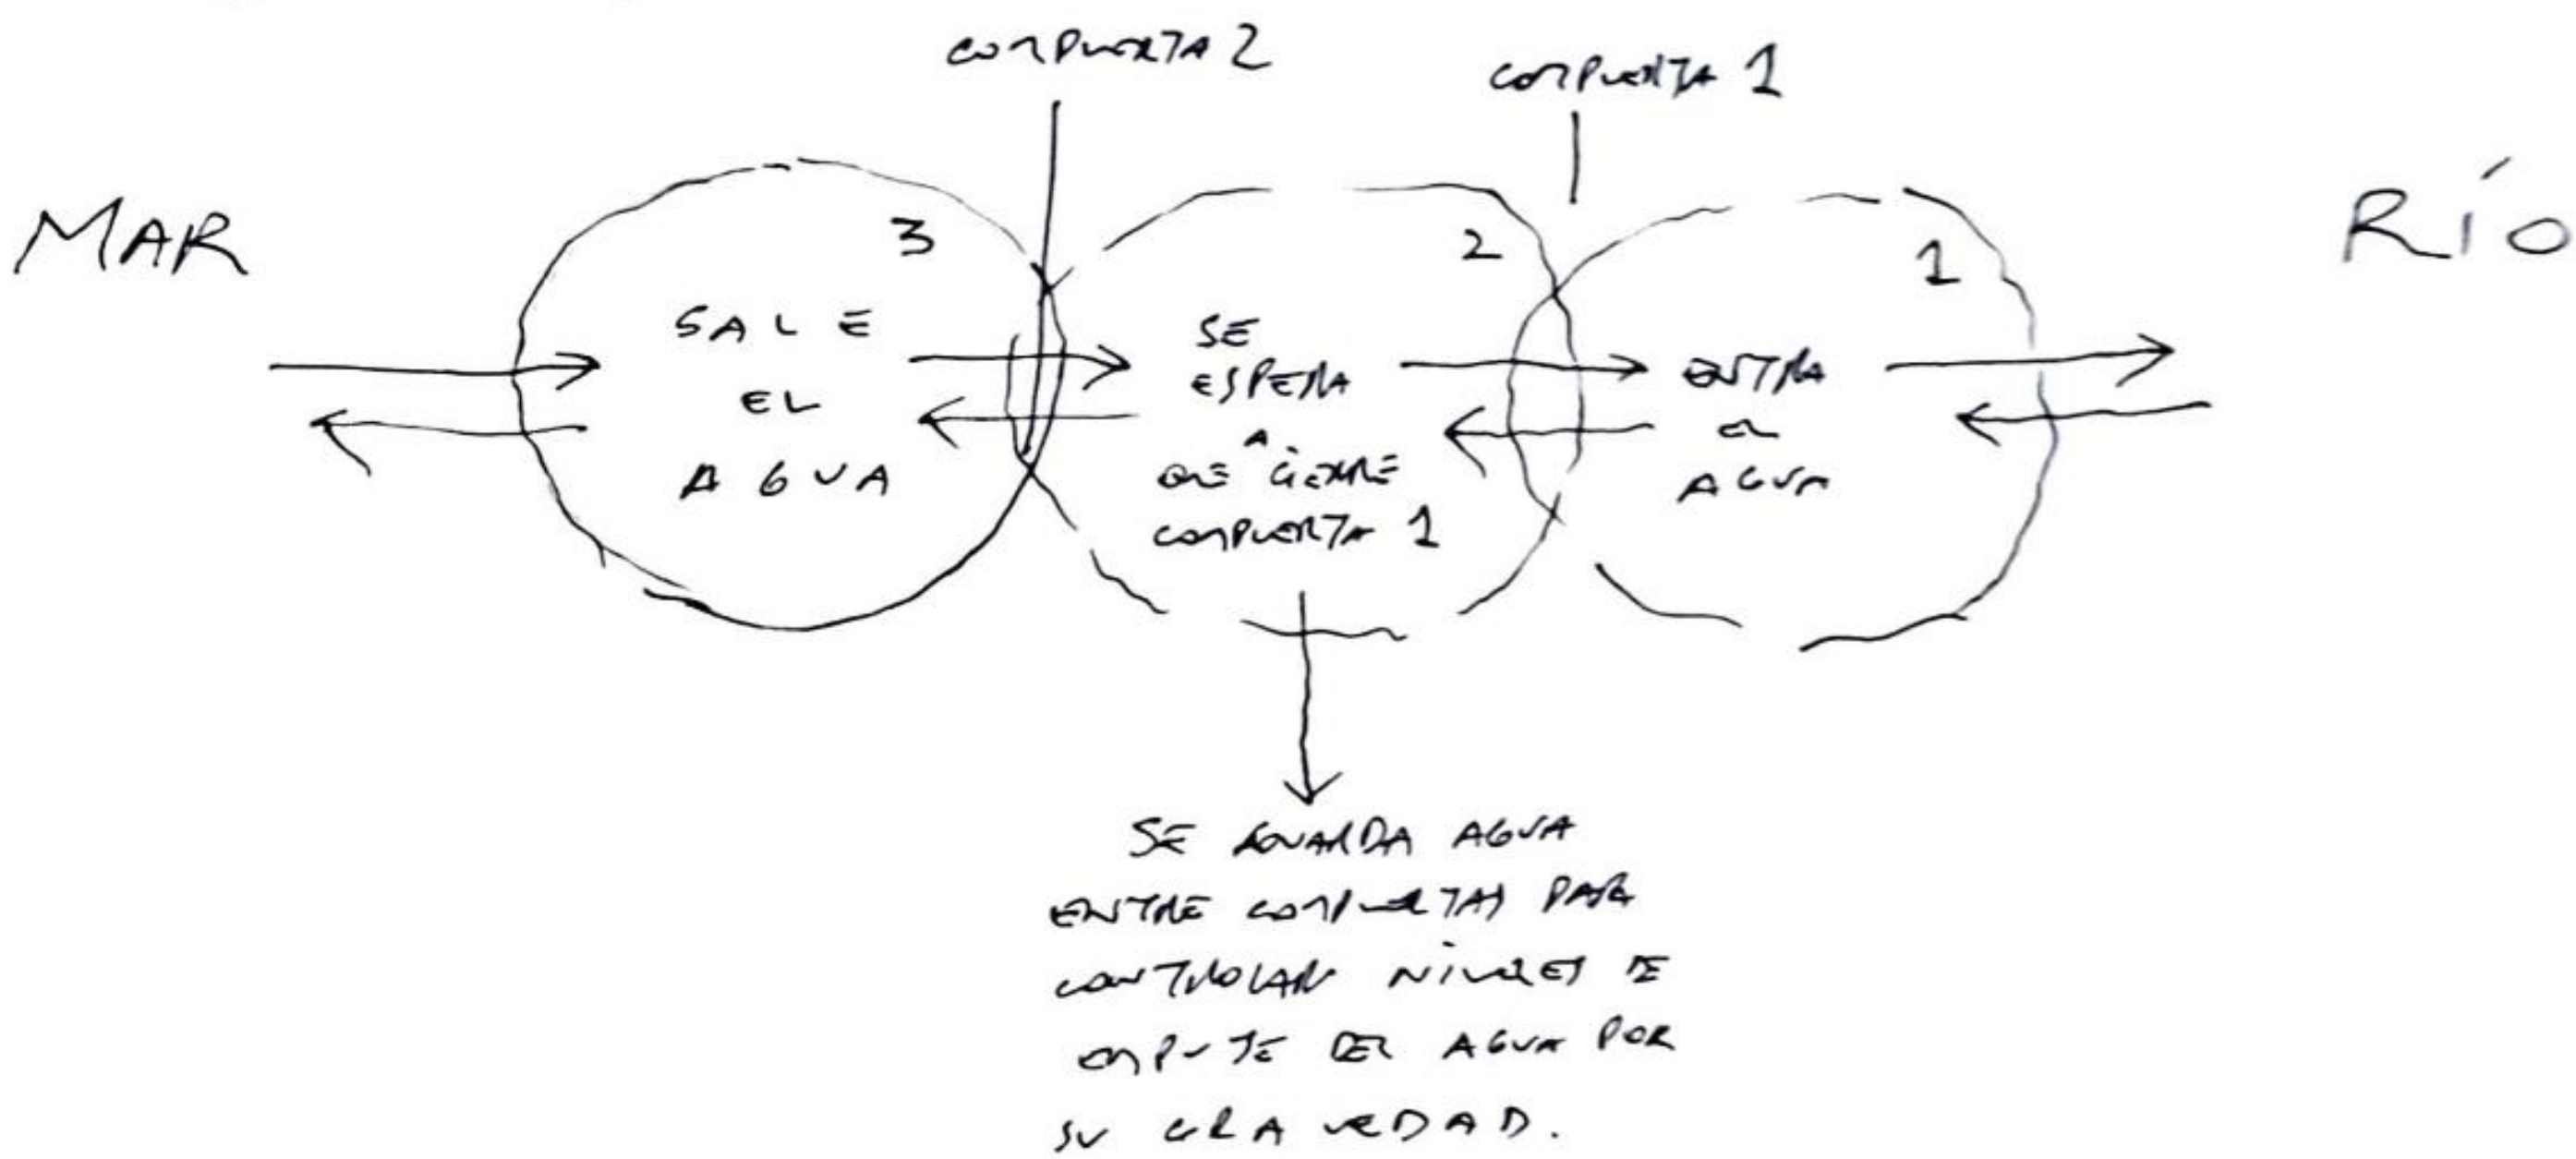 COMPUERTA 2
COMPUERTA 1
MAR
RÍO
3
SALE
EL
AGUA
2
SE
ESPERA
A
QUE CIERRE
COMPUERTA 1
1
ENTRA
EL
AGUA
SE GUARDA AGUA
ENTRE COMPUERTAS PARA
CONTROLAR NIVELES DE
EMPUJE DEL AGUA POR
SU GRAVEDAD.